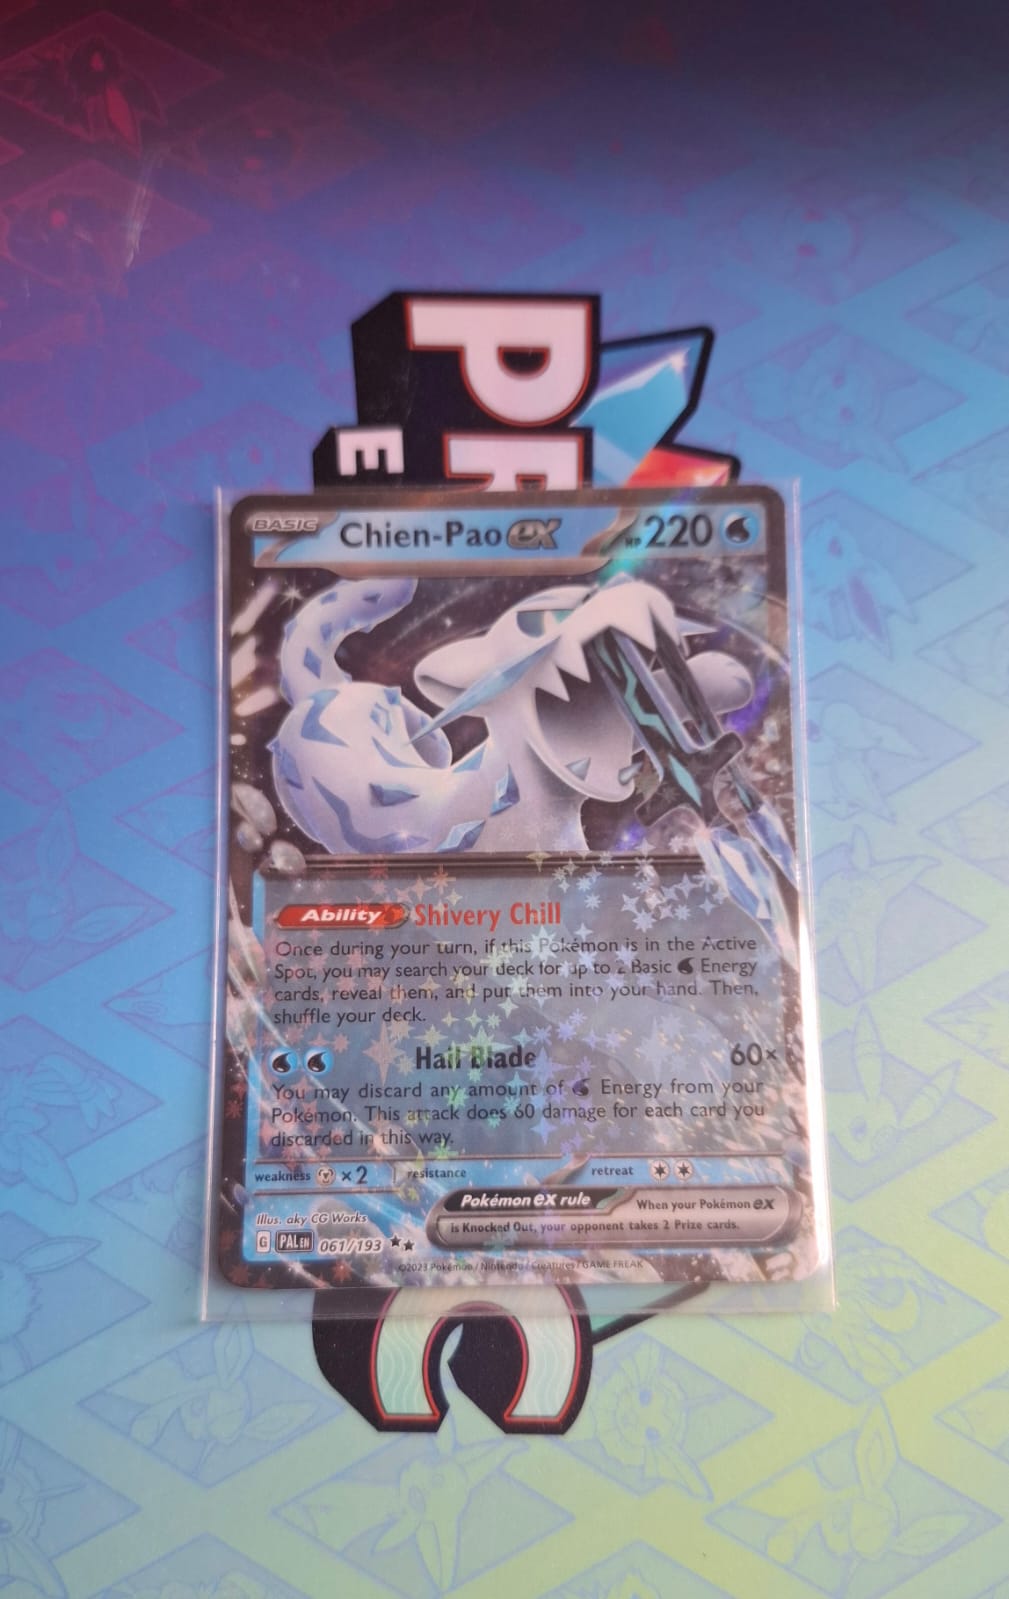 PR
E
BASIC Chien-Pao ex HP 220
Ability Shivery Chill
Once during your turn, if this Pokémon is in the Active
Spot, you may search your deck for up to 2 Basic Energy
cards, reveal them, and put them into your hand. Then,
shuffle your deck.
Hail Blade 60×
You may discard any amount of Energy from your
Pokémon. This attack does 60 damage for each card you
discarded in this way.
weakness ×2 resistance retreat
Pokémon ex rule When your Pokémon ex
is Knocked Out, your opponent takes 2 Prize cards.
Illus. aky CG Works
G PAL EN 061/193 ★★
©2023 Pokémon / Nintendo / Creatures / GAME FREAK
C